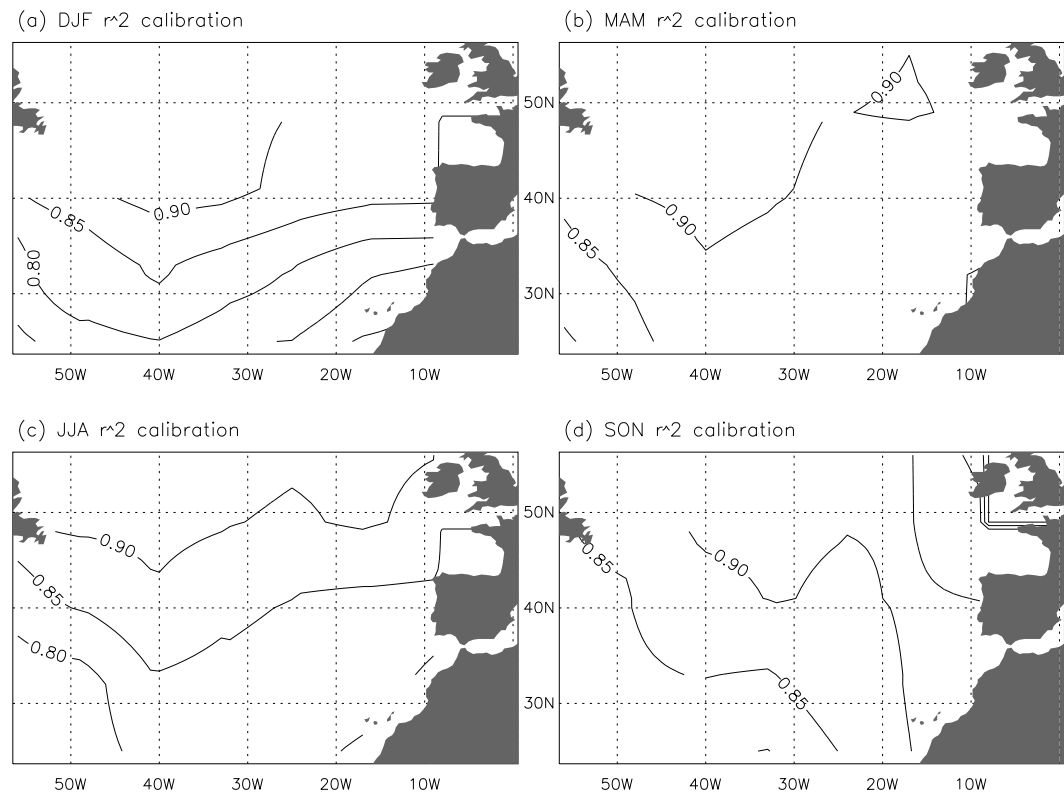 (a) DJF r^2 calibration
(b) MAM r^2 calibration
0.90
0.85
0.80
0.90
0.90
0.85
50N
40N
30N
50W 40W 30W 20W 10W
50W 40W 30W 20W 10W
(c) JJA r^2 calibration
(d) SON r^2 calibration
0.90
0.85
0.80
0.85
0.90
0.85
50N
40N
30N
50W 40W 30W 20W 10W
50W 40W 30W 20W 10W